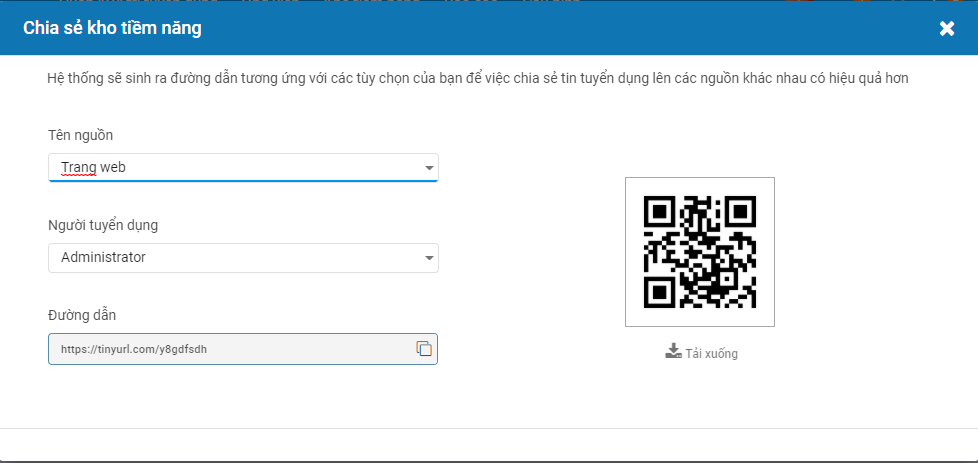 Chia sẻ kho tiềm năng
Hệ thống sẽ sinh ra đường dẫn tương ứng với các tùy chọn của bạn để việc chia sẻ tin tuyển dụng lên các nguồn khác nhau có hiệu quả hơn
Tên nguồn
Trang web
Người tuyển dụng
Administrator
Đường dẫn
https://tinyurl.com/y8gdfsdh
Tải xuống